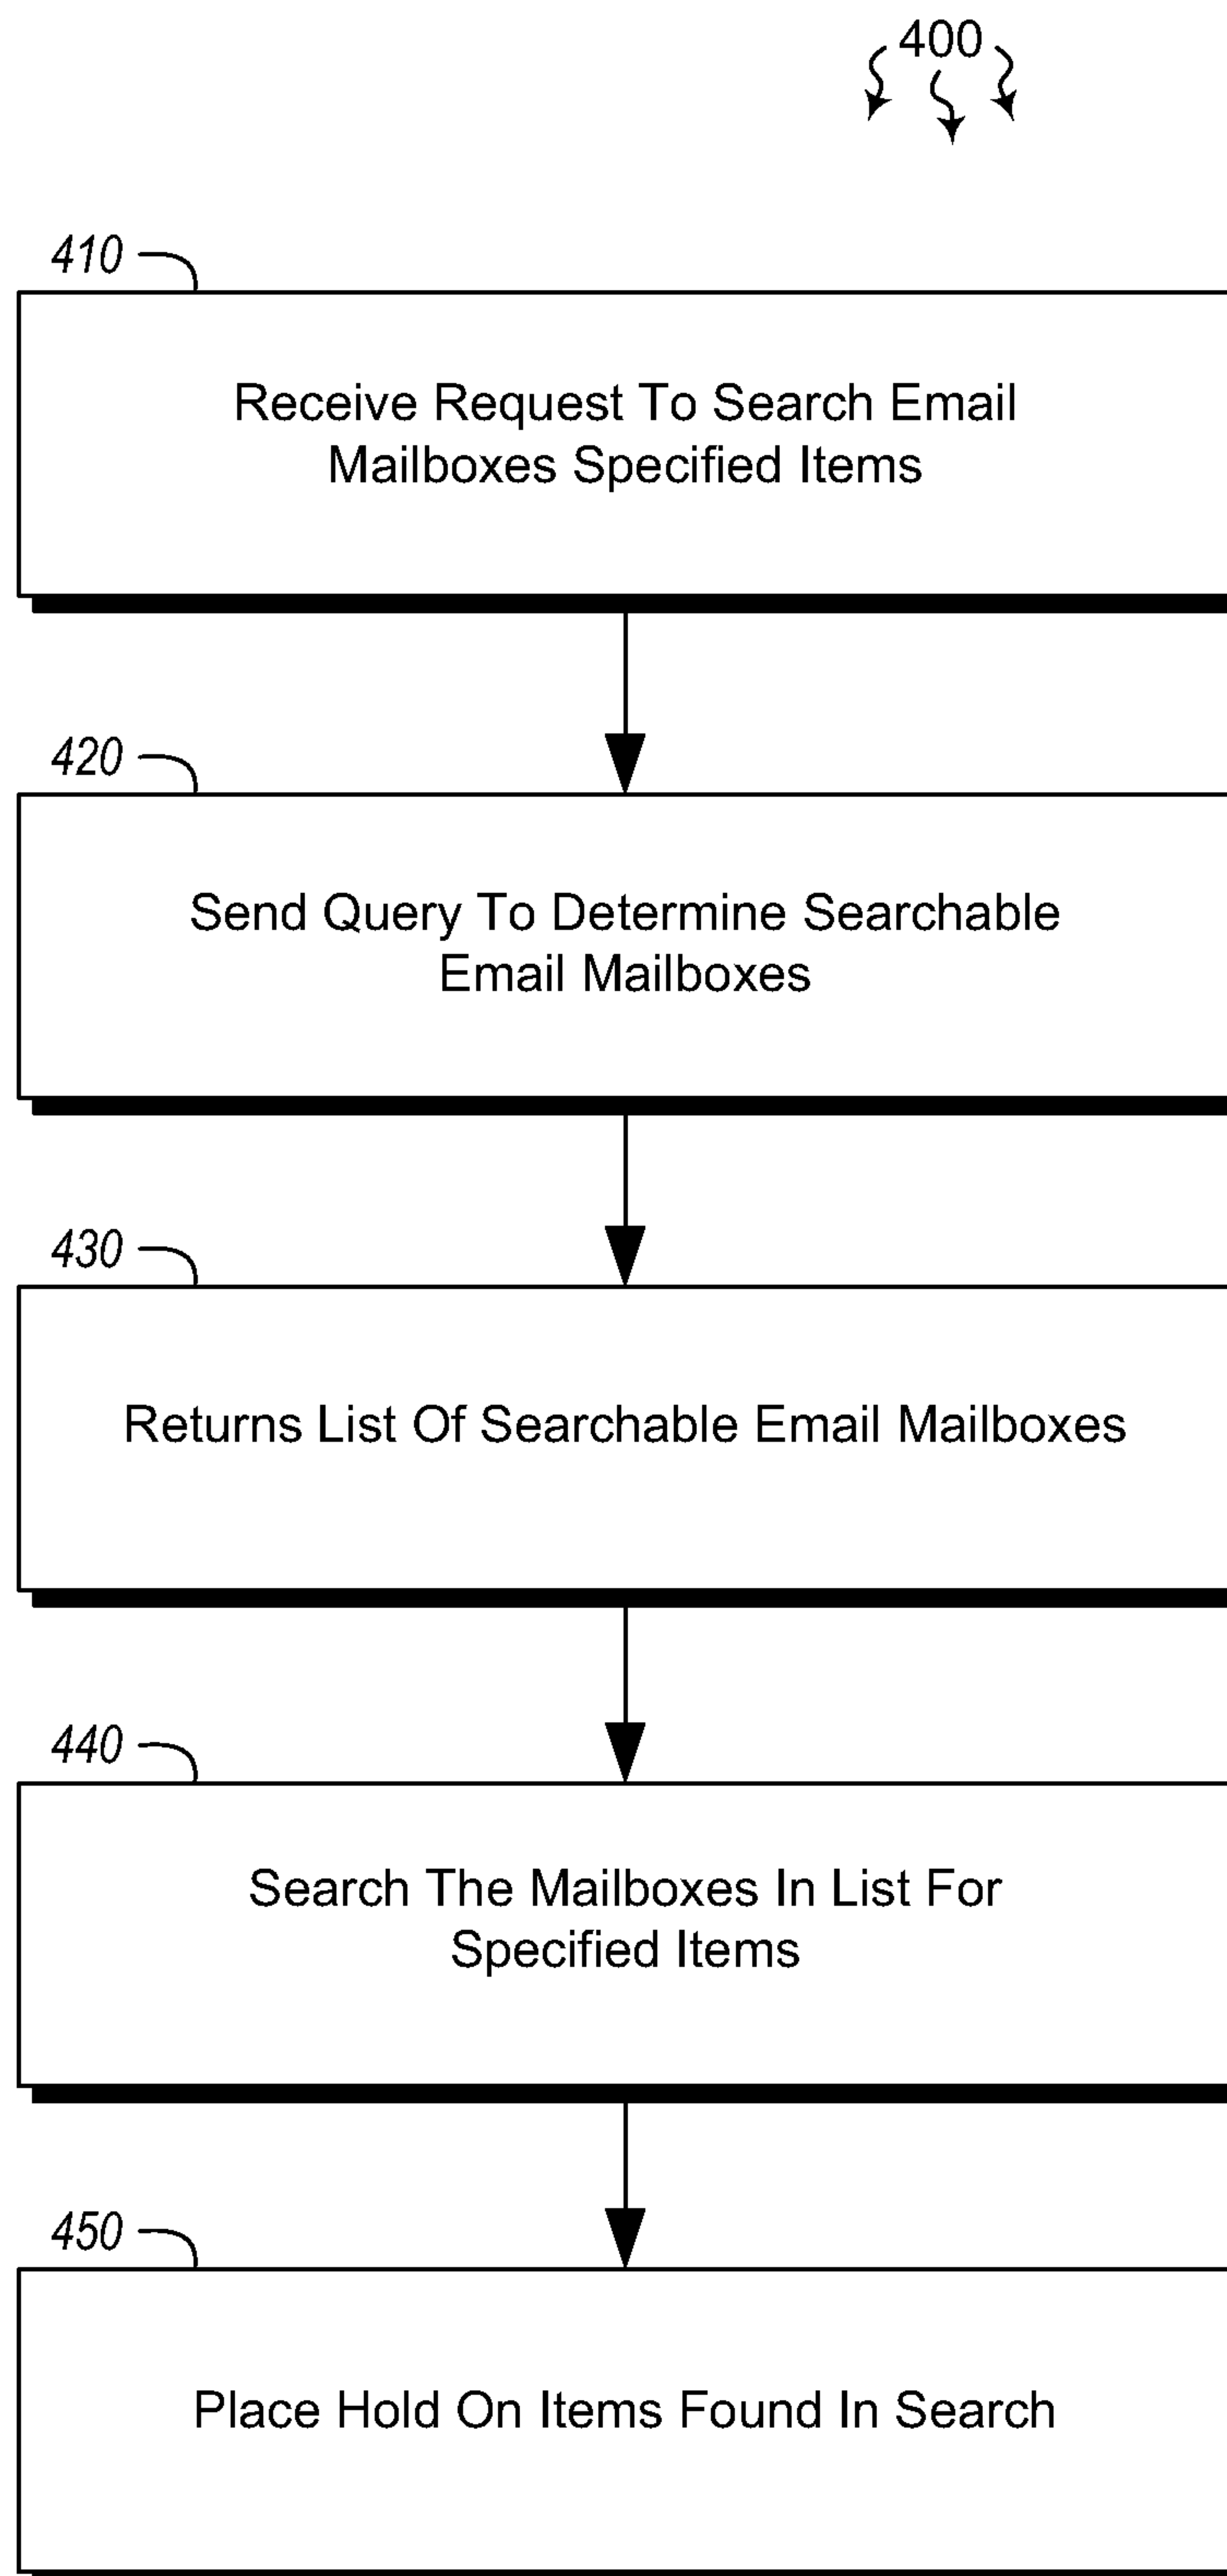 400
410
Receive Request To Search Email
Mailboxes Specified Items
420
Send Query To Determine Searchable
Email Mailboxes
430
Returns List Of Searchable Email Mailboxes
440
Search The Mailboxes In List For
Specified Items
450
Place Hold On Items Found In Search